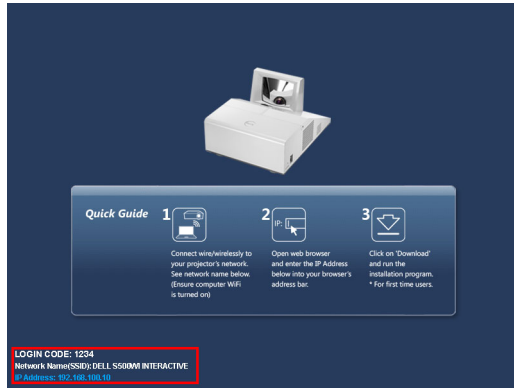 Quick Guide
1
Connect wire/wirelessly to
your projector's network.
See network name below.
(Ensure computer WiFi
is turned on)
2
IP:
Open web browser
and enter the IP Address
below into your browser's
address bar.
3
Click on 'Download'
and run the
installation program.
* For first time users.
LOGIN CODE: 1234
Network Name(SSID): DELL S500WI INTERACTIVE
IP Address: 192.168.100.10